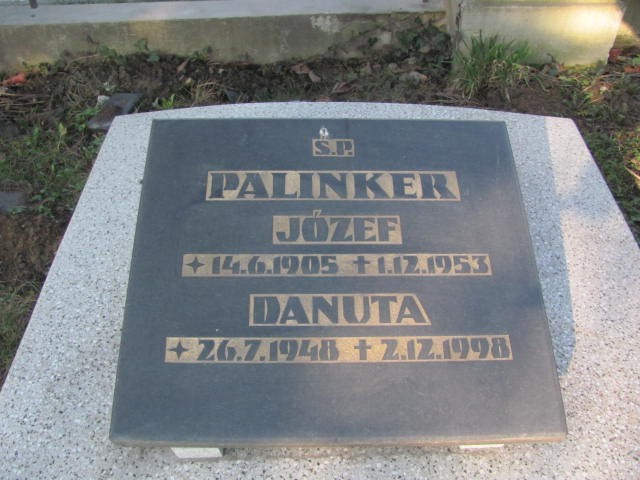 Ś.P.
PALINKER
JÓZEF
✦ 14.6.1905 ✝ 1.12.1953
DANUTA
✦ 26.7.1948 ✝ 2.12.1998